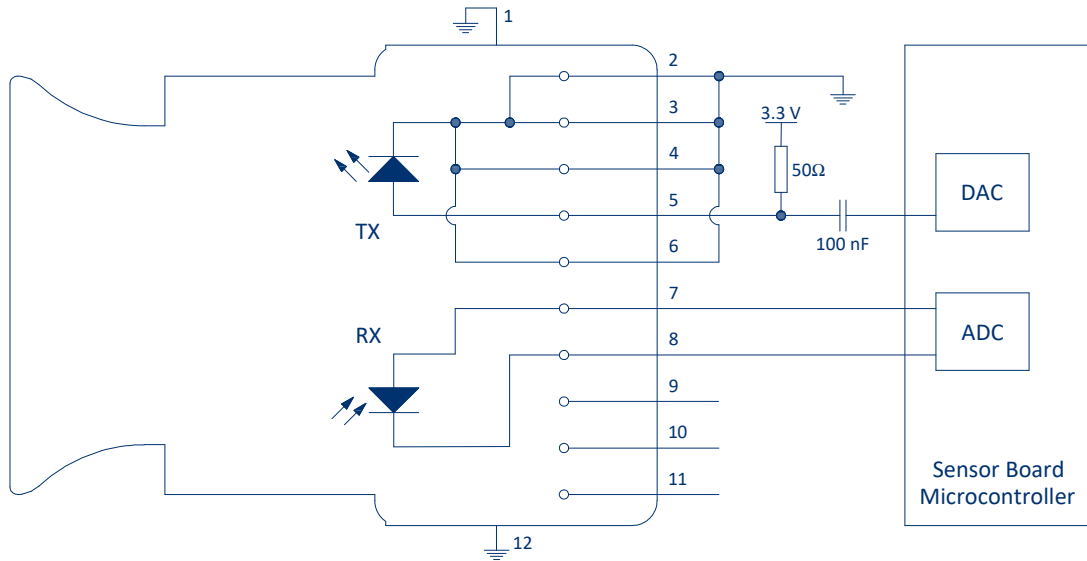 1
2
3
4
5
6
7
8
9
10
11
12
TX
RX
3.3 V
50Ω
100 nF
DAC
ADC
Sensor Board
Microcontroller